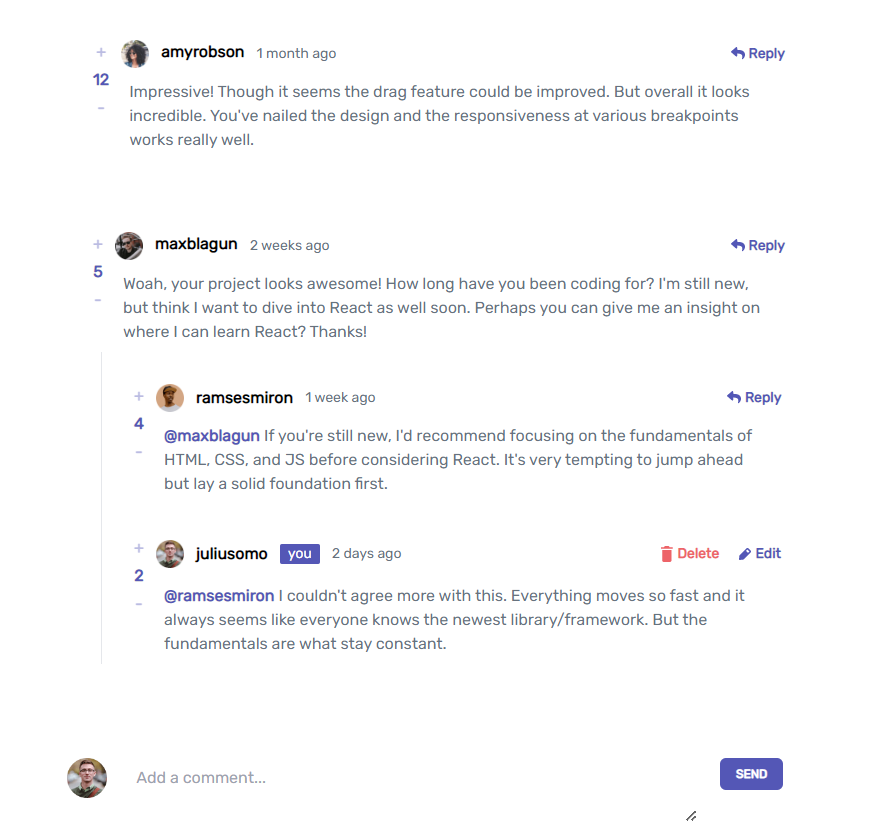 + amyrobson 1 month ago Reply
12
Impressive! Though it seems the drag feature could be improved. But overall it looks
-
incredible. You've nailed the design and the responsiveness at various breakpoints
works really well.
+ maxblagun 2 weeks ago Reply
5
Woah, your project looks awesome! How long have you been coding for? I'm still new,
-
but think I want to dive into React as well soon. Perhaps you can give me an insight on
where I can learn React? Thanks!
+ ramsesmiron 1 week ago Reply
4
@maxblagun If you're still new, I'd recommend focusing on the fundamentals of
-
HTML, CSS, and JS before considering React. It's very tempting to jump ahead
but lay a solid foundation first.
+ juliusomo you 2 days ago Delete Edit
2
@ramsesmiron I couldn't agree more with this. Everything moves so fast and it
-
always seems like everyone knows the newest library/framework. But the
fundamentals are what stay constant.
Add a comment... SEND